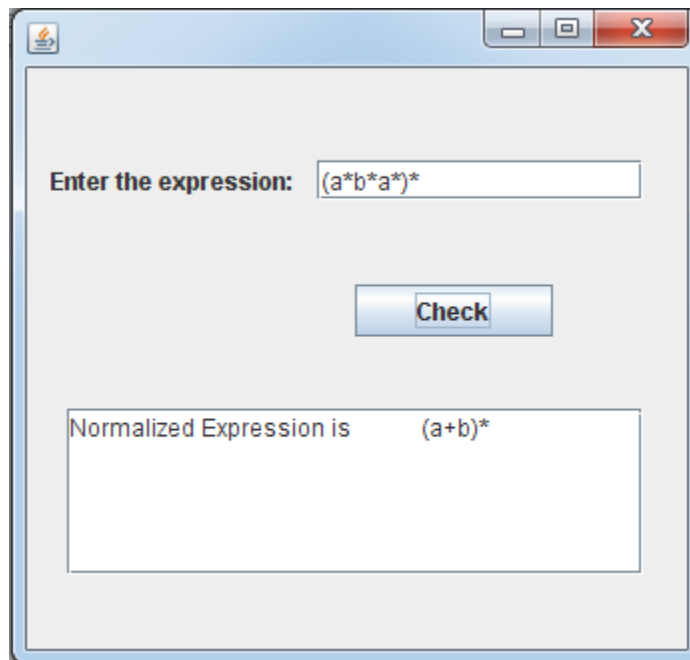 Enter the expression: (a*b*a*)*
Check
Normalized Expression is (a+b)*